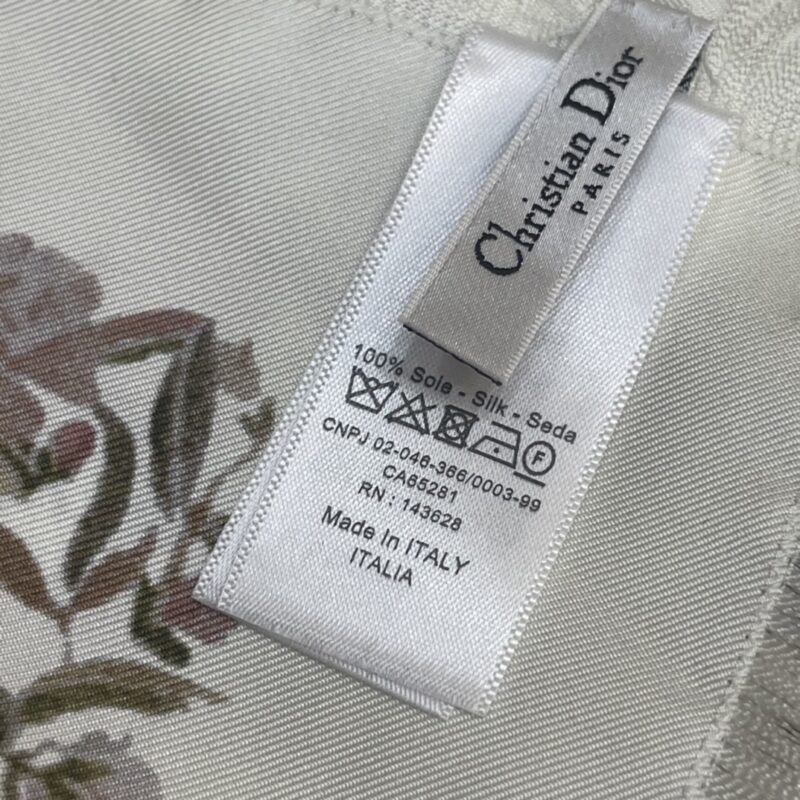 Christian Dior
PARIS
100% Soie - Silk - Seda
F
CNPJ 02-046-366/0003-99
CA65281
RN : 143628
Made In ITALY
ITALIA